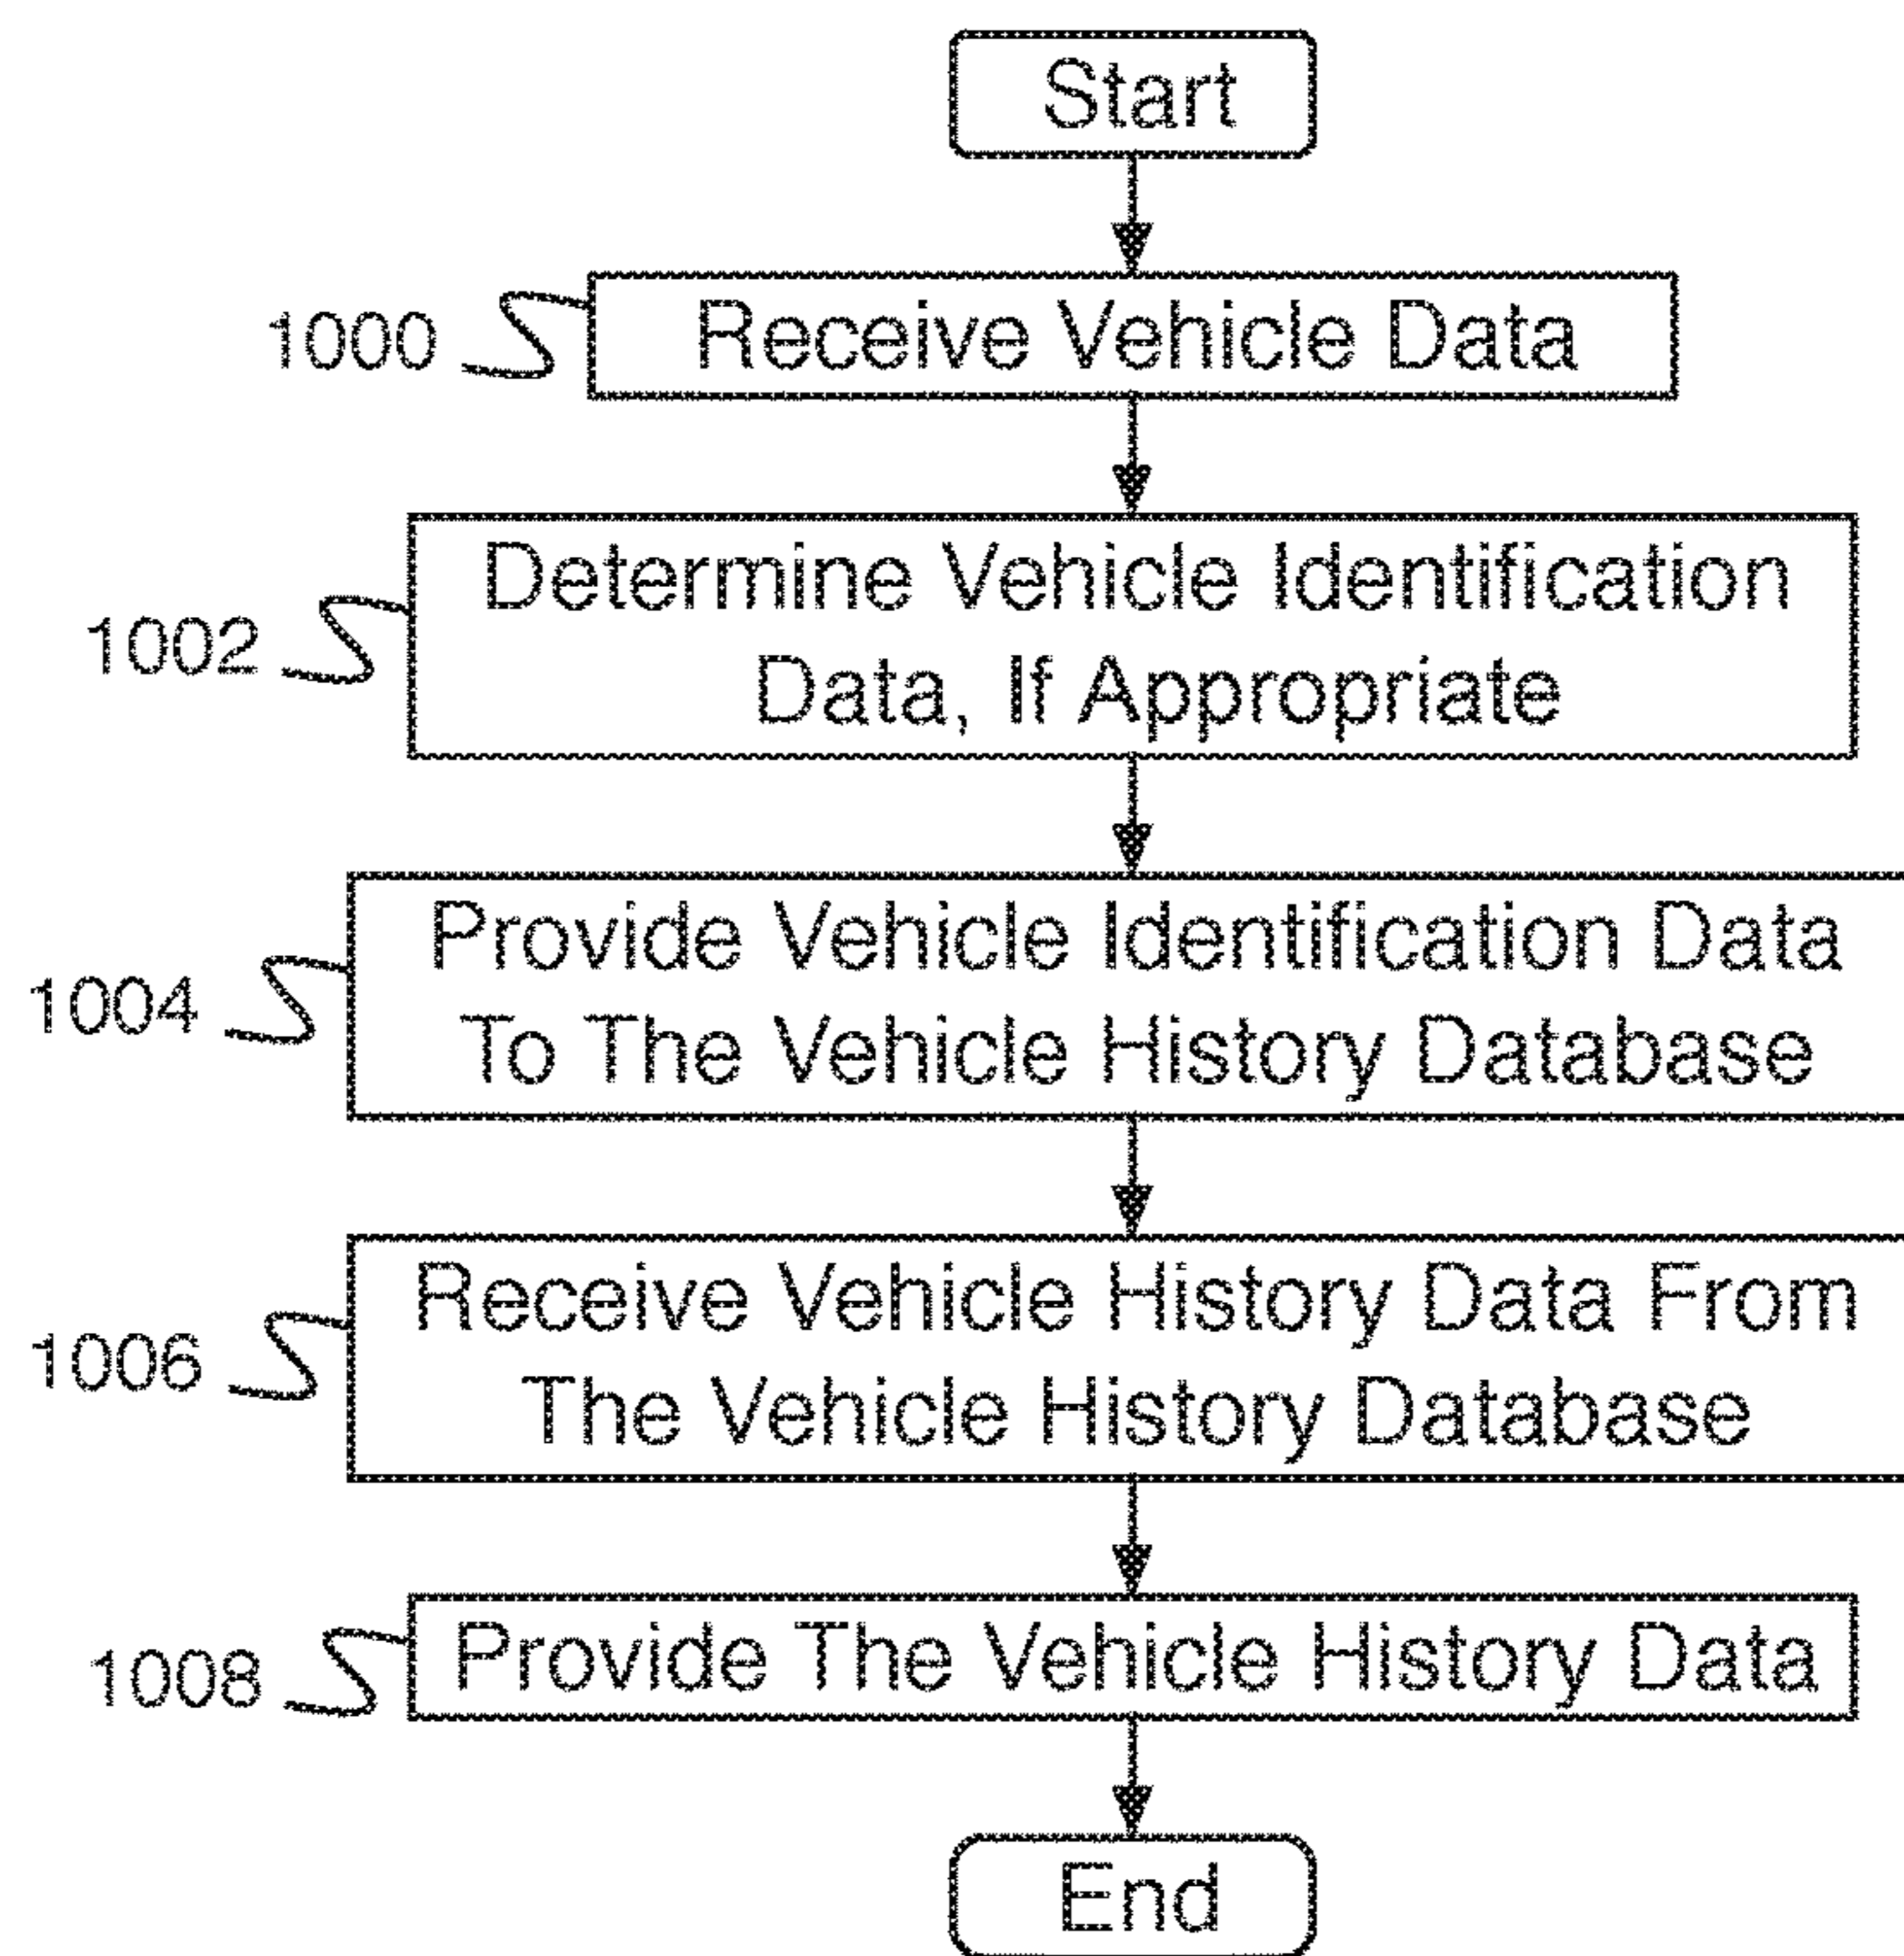 Start
1000
Receive Vehicle Data
1002
Determine Vehicle Identification
Data, If Appropriate
1004
Provide Vehicle Identification Data
To The Vehicle History Database
1006
Receive Vehicle History Data From
The Vehicle History Database
1008
Provide The Vehicle History Data
End